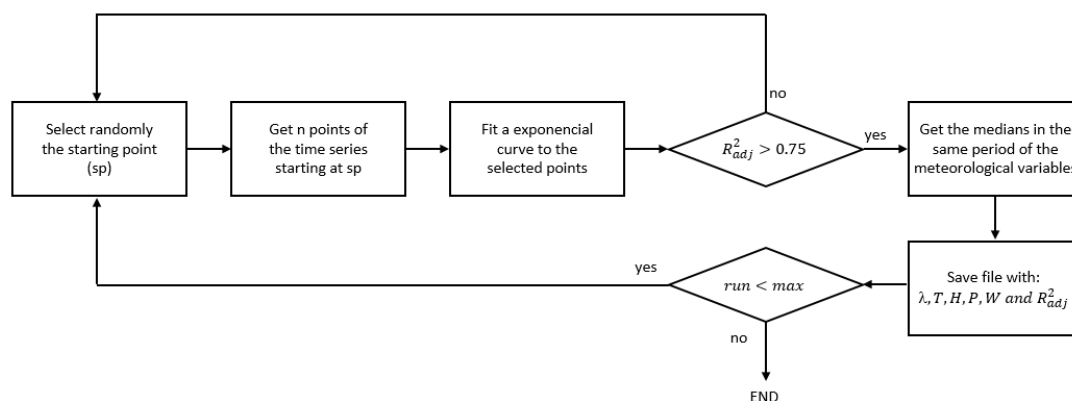 no
Select randomly
the starting point
(sp)
Get n points of
the time series
starting at sp
Fit a exponencial
curve to the
selected points
R²adj > 0.75
yes
Get the medians in the
same period of the
meteorological variables
yes
run < max
Save file with:
λ, T, H, P, W and R²adj
no
END